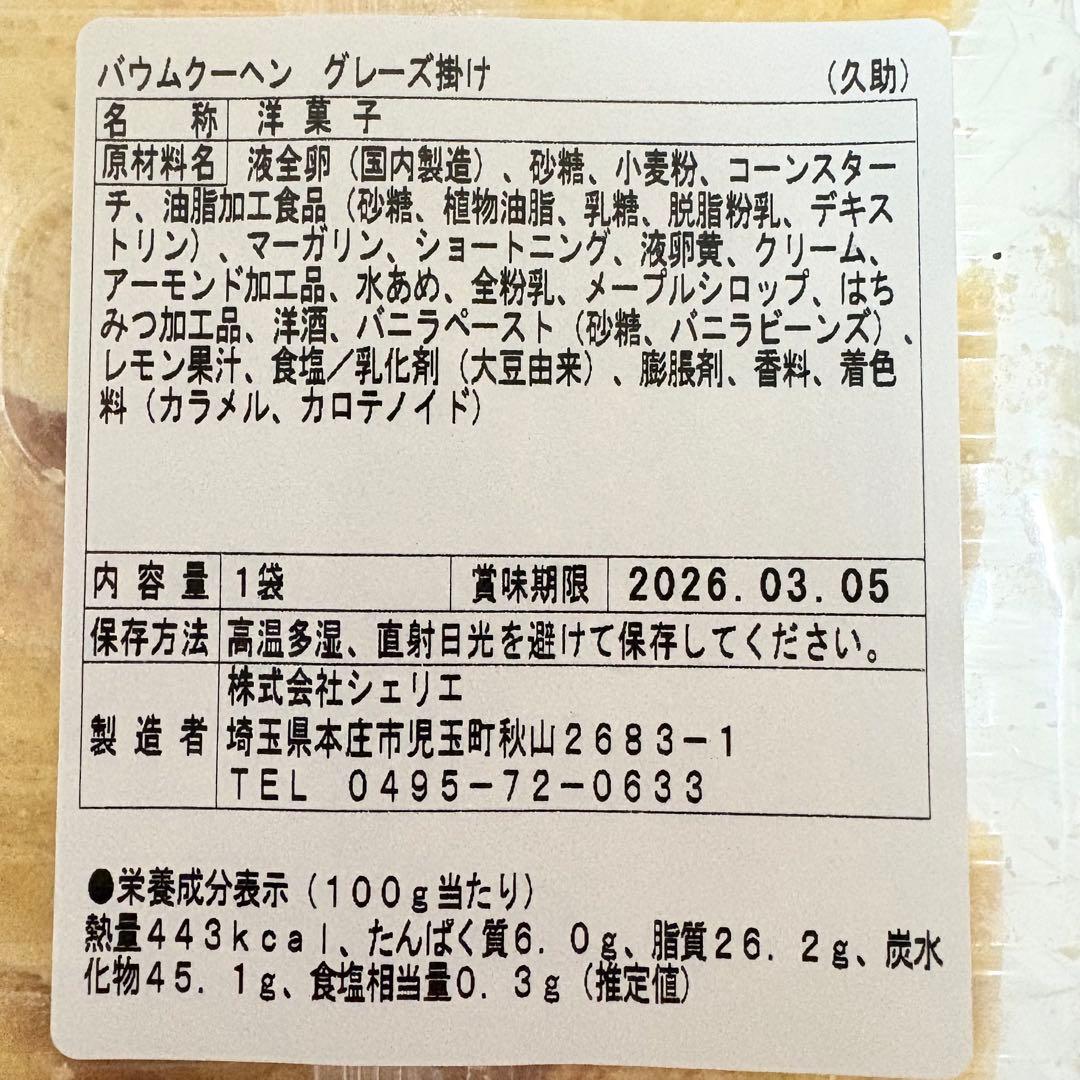 バウムクーヘン　グレーズ掛け　（久助）
名　称　洋菓子
原材料名　液全卵（国内製造）、砂糖、小麦粉、コーンスター
チ、油脂加工食品（砂糖、植物油脂、乳糖、脱脂粉乳、デキス
トリン）、マーガリン、ショートニング、液卵黄、クリーム、
アーモンド加工品、水あめ、全粉乳、メープルシロップ、はち
みつ加工品、洋酒、バニラペースト（砂糖、バニラビーンズ）、
レモン果汁、食塩／乳化剤（大豆由来）、膨脹剤、香料、着色
料（カラメル、カロテノイド）
内容量　１袋　賞味期限　2026.03.05
保存方法　高温多湿、直射日光を避けて保存してください。
株式会社シェリエ
製造者　埼玉県本庄市児玉町秋山２６８３－１
ＴＥＬ　０４９５－７２－０６３３
●栄養成分表示（１００ｇ当たり）
熱量４４３ｋｃａｌ、たんぱく質６．０ｇ、脂質２６．２ｇ、炭水
化物４５．１ｇ、食塩相当量０．３ｇ（推定値）